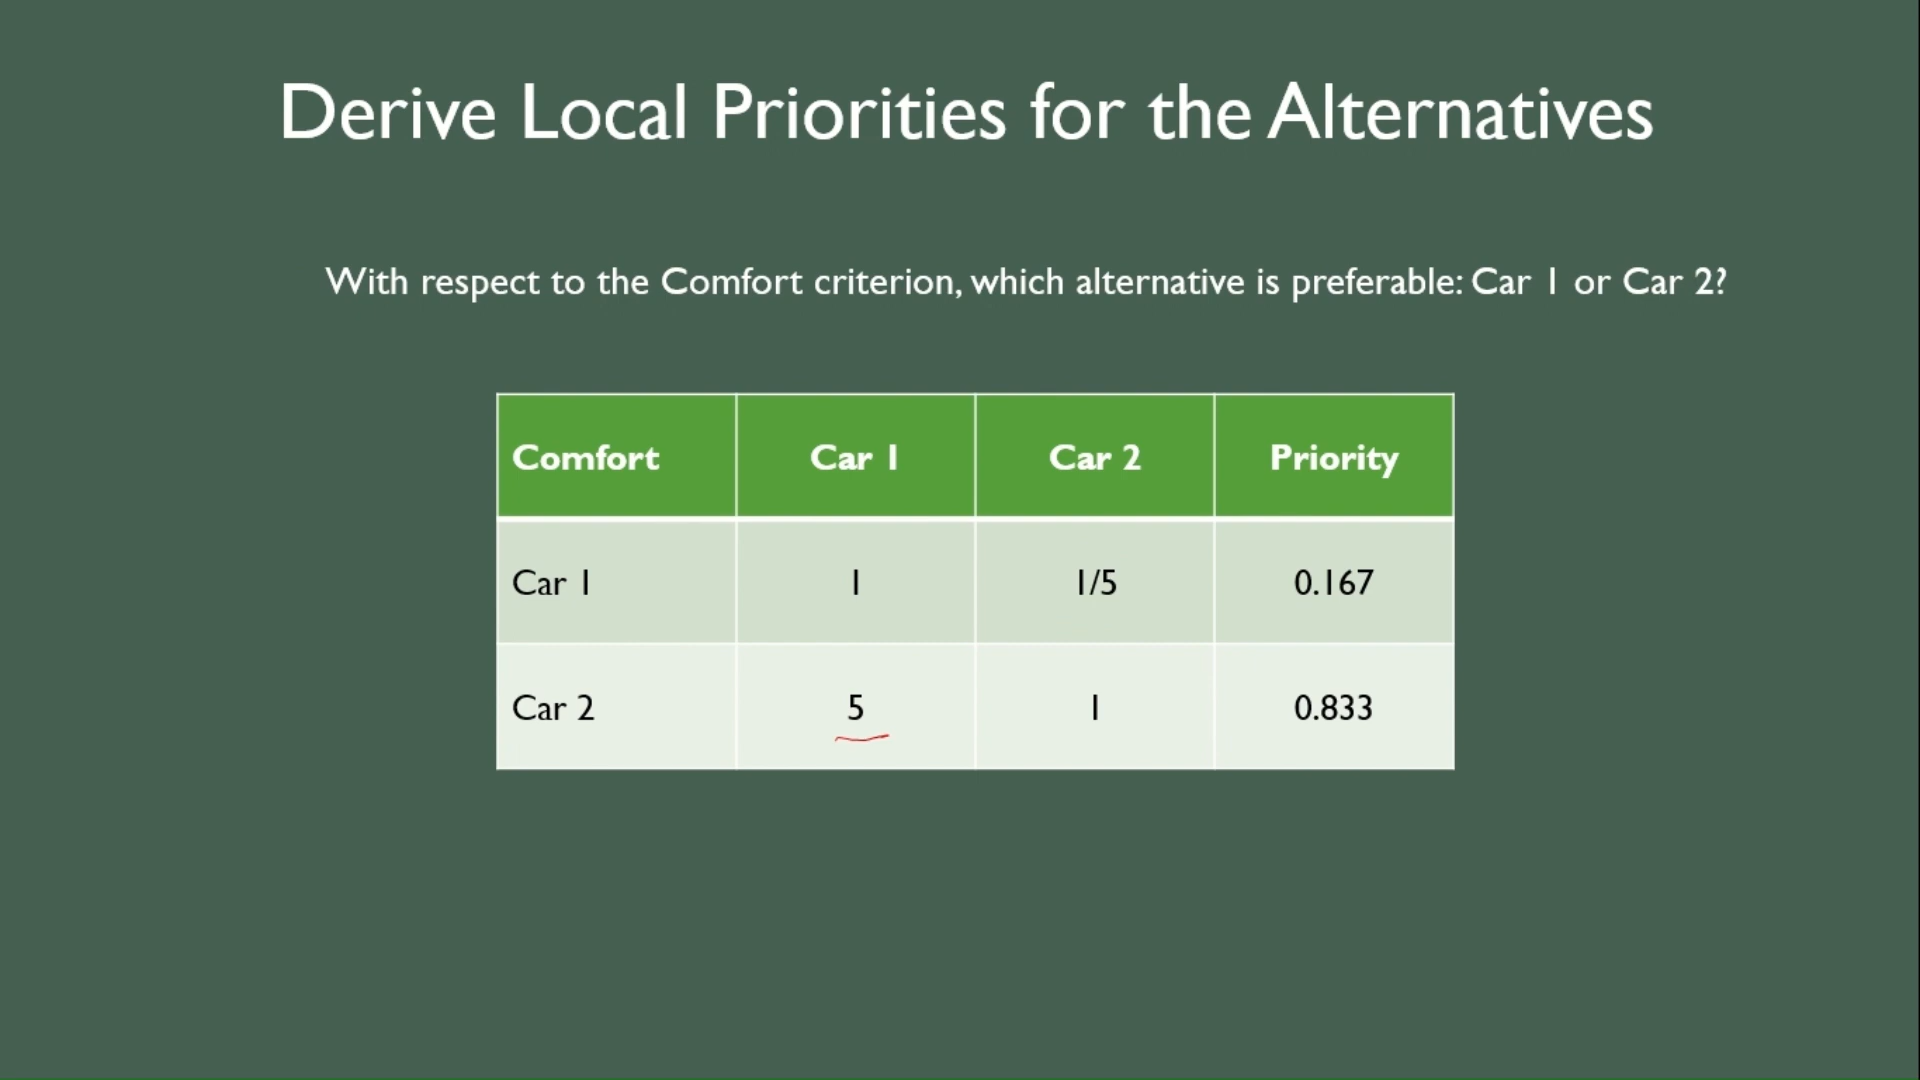 Derive Local Priorities for the Alternatives
With respect to the Comfort criterion, which alternative is preferable: Car 1 or Car 2?
Comfort Car 1 Car 2 Priority
Car 1 1 1/5 0.167
Car 2 5 1 0.833